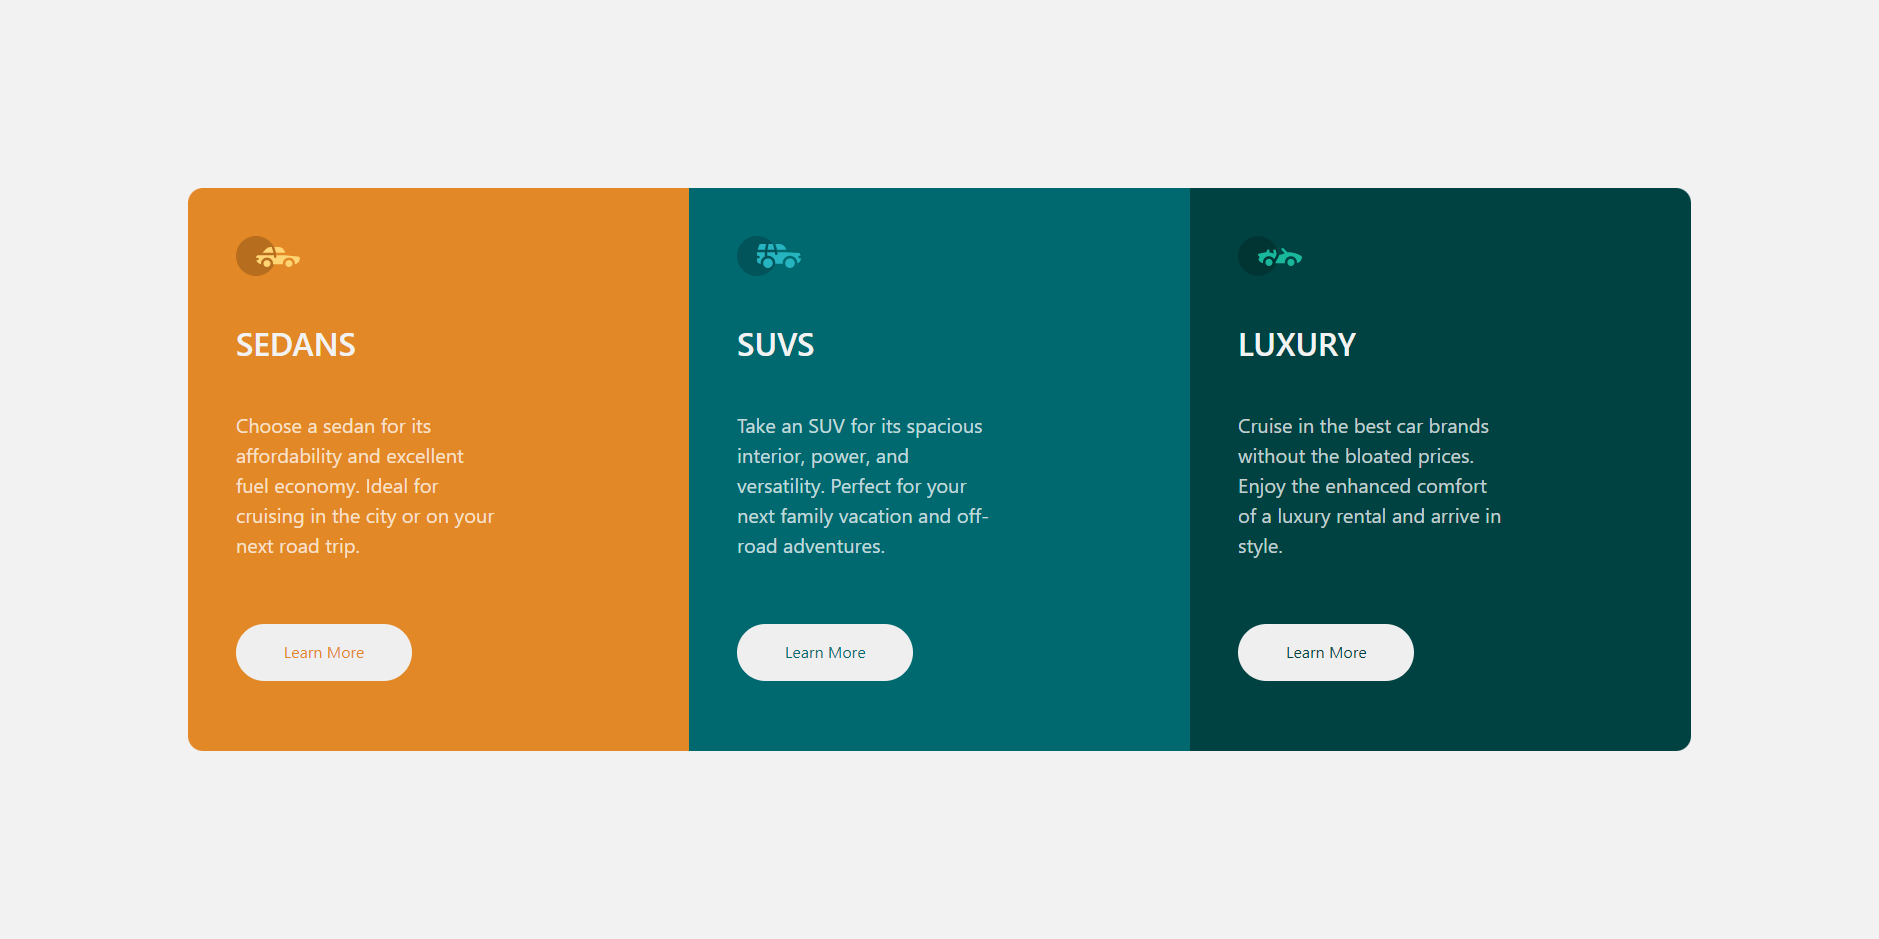 SEDANS
Choose a sedan for its
affordability and excellent
fuel economy. Ideal for
cruising in the city or on your
next road trip.
Learn More
SUVS
Take an SUV for its spacious
interior, power, and
versatility. Perfect for your
next family vacation and off-
road adventures.
Learn More
LUXURY
Cruise in the best car brands
without the bloated prices.
Enjoy the enhanced comfort
of a luxury rental and arrive in
style.
Learn More